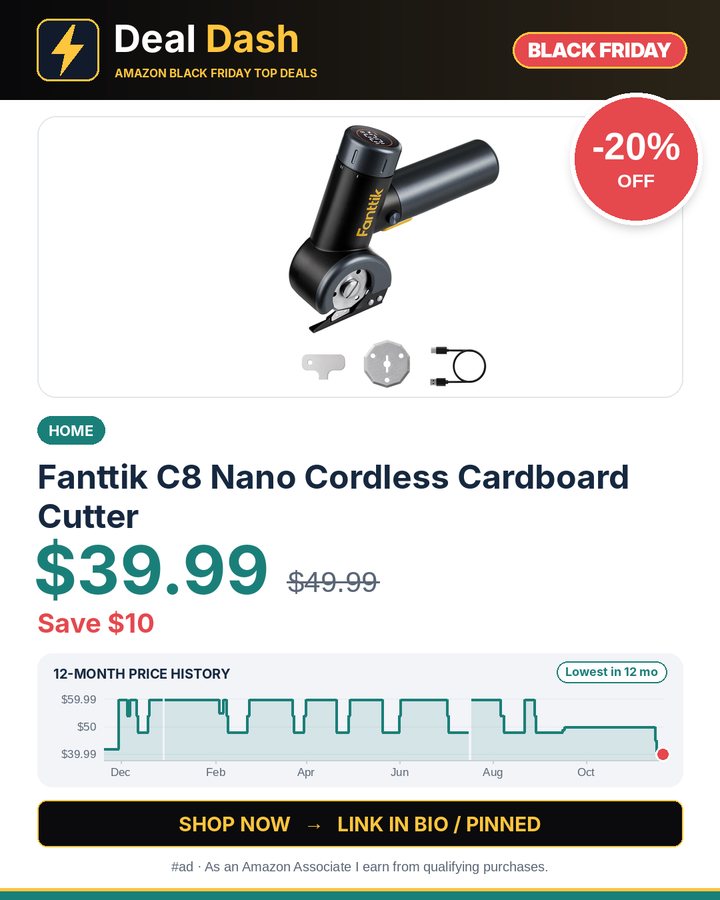 Deal Dash
AMAZON BLACK FRIDAY TOP DEALS
BLACK FRIDAY
-20%
OFF
Fanttik
HOME
Fanttik C8 Nano Cordless Cardboard
Cutter
$39.99 $49.99
Save $10
12-MONTH PRICE HISTORY
Lowest in 12 mo
$59.99
$50
$39.99
Dec Feb Apr Jun Aug Oct
SHOP NOW → LINK IN BIO / PINNED
#ad · As an Amazon Associate I earn from qualifying purchases.